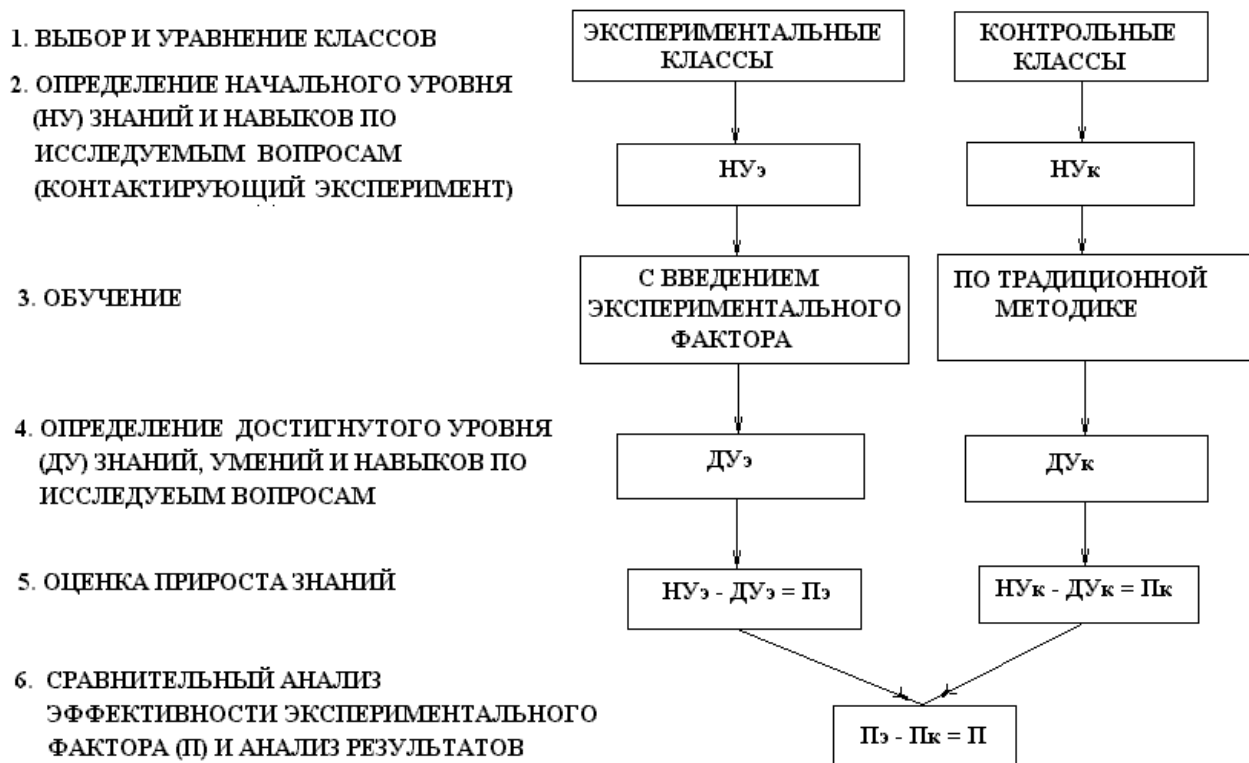 1. ВЫБОР И УРАВНЕНИЕ КЛАССОВ
ЭКСПЕРИМЕНТАЛЬНЫЕ
КЛАССЫ
КОНТРОЛЬНЫЕ
КЛАССЫ
2. ОПРЕДЕЛЕНИЕ НАЧАЛЬНОГО УРОВНЯ
(НУ) ЗНАНИЙ И НАВЫКОВ ПО
ИССЛЕДУЕМЫМ ВОПРОСАМ
(КОНТАКТИРУЮЩИЙ ЭКСПЕРИМЕНТ)
НУэ
НУк
3. ОБУЧЕНИЕ
С ВВЕДЕНИЕМ
ЭКСПЕРИМЕНТАЛЬНОГО
ФАКТОРА
ПО ТРАДИЦИОННОЙ
МЕТОДИКЕ
4. ОПРЕДЕЛЕНИЕ ДОСТИГНУТОГО УРОВНЯ
(ДУ) ЗНАНИЙ, УМЕНИЙ И НАВЫКОВ ПО
ИССЛЕДУЕЫМ ВОПРОСАМ
ДУэ
ДУк
5. ОЦЕНКА ПРИРОСТА ЗНАНИЙ
НУэ - ДУэ = Пэ
НУк - ДУк = Пк
6. СРАВНИТЕЛЬНЫЙ АНАЛИЗ
ЭФФЕКТИВНОСТИ ЭКСПЕРИМЕНТАЛЬНОГО
ФАКТОРА (П) И АНАЛИЗ РЕЗУЛЬТАТОВ
Пэ - Пк = П